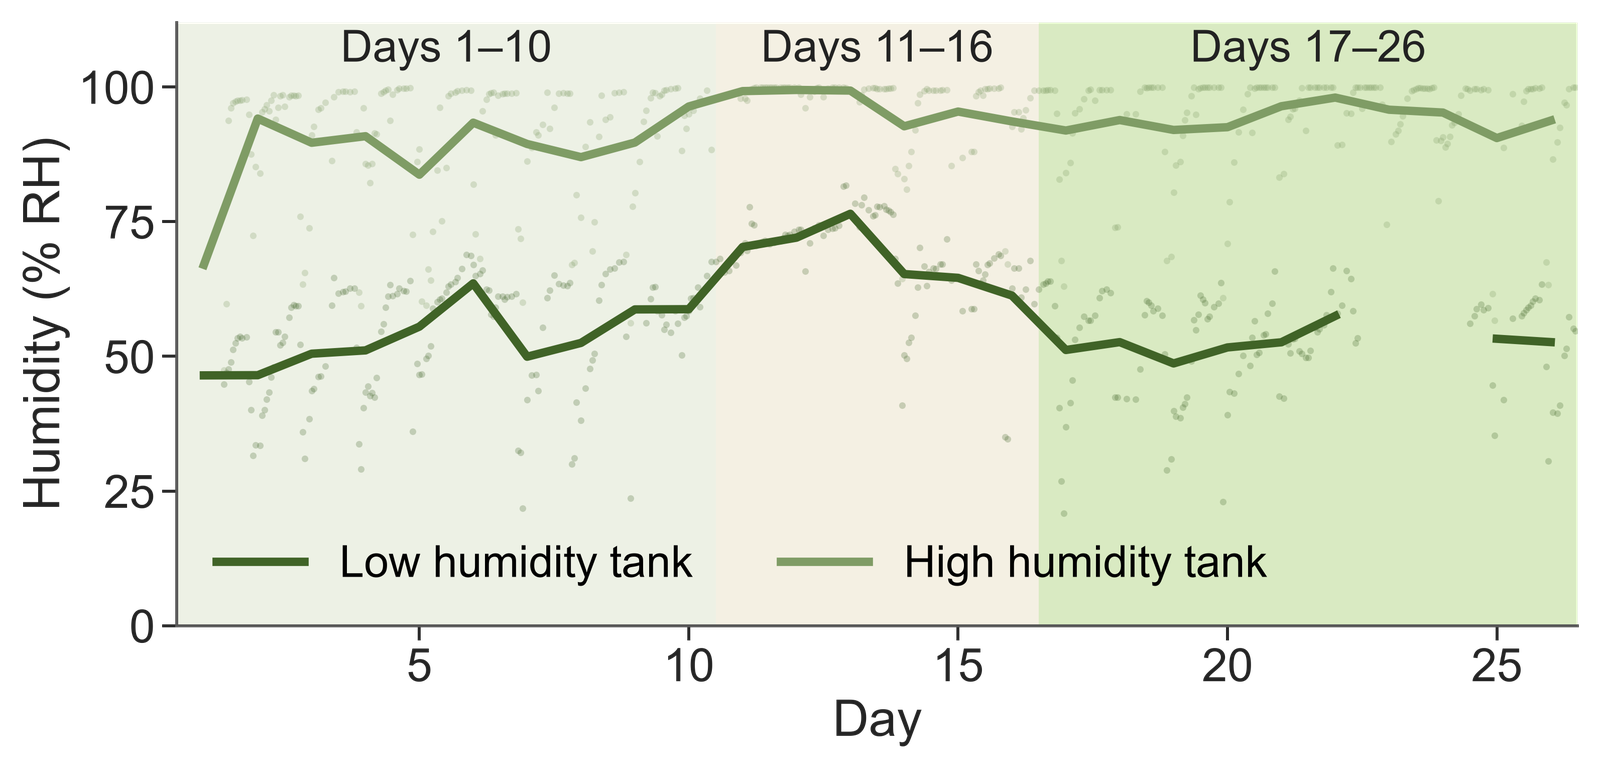 Days 1–10 Days 11–16 Days 17–26
100
75
50
25
0
Humidity (% RH)
Low humidity tank High humidity tank
5 10 15 20 25
Day